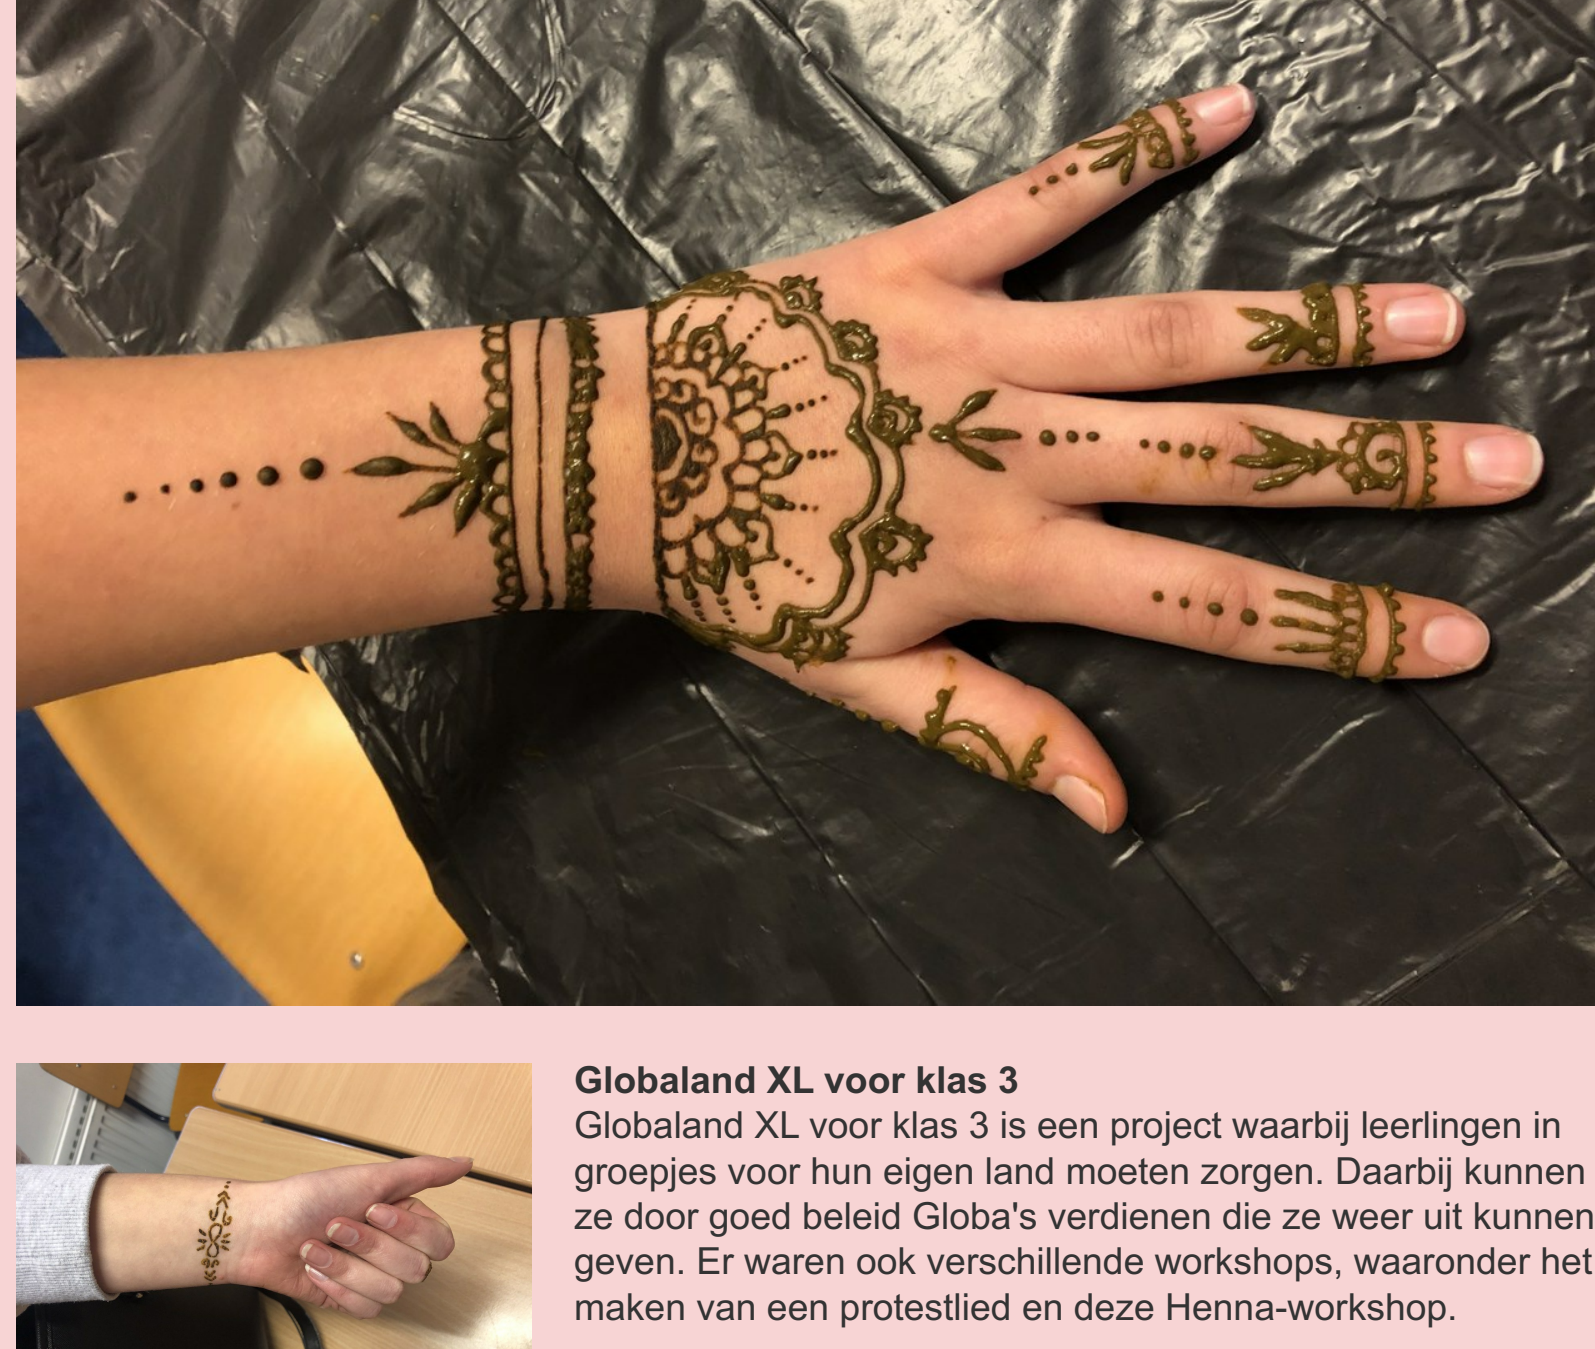 Globaland XL voor klas 3
Globaland XL voor klas 3 is een project waarbij leerlingen in
groepjes voor hun eigen land moeten zorgen. Daarbij kunnen
ze door goed beleid Globa's verdienen die ze weer uit kunnen
geven. Er waren ook verschillende workshops, waaronder het
maken van een protestlied en deze Henna-workshop.